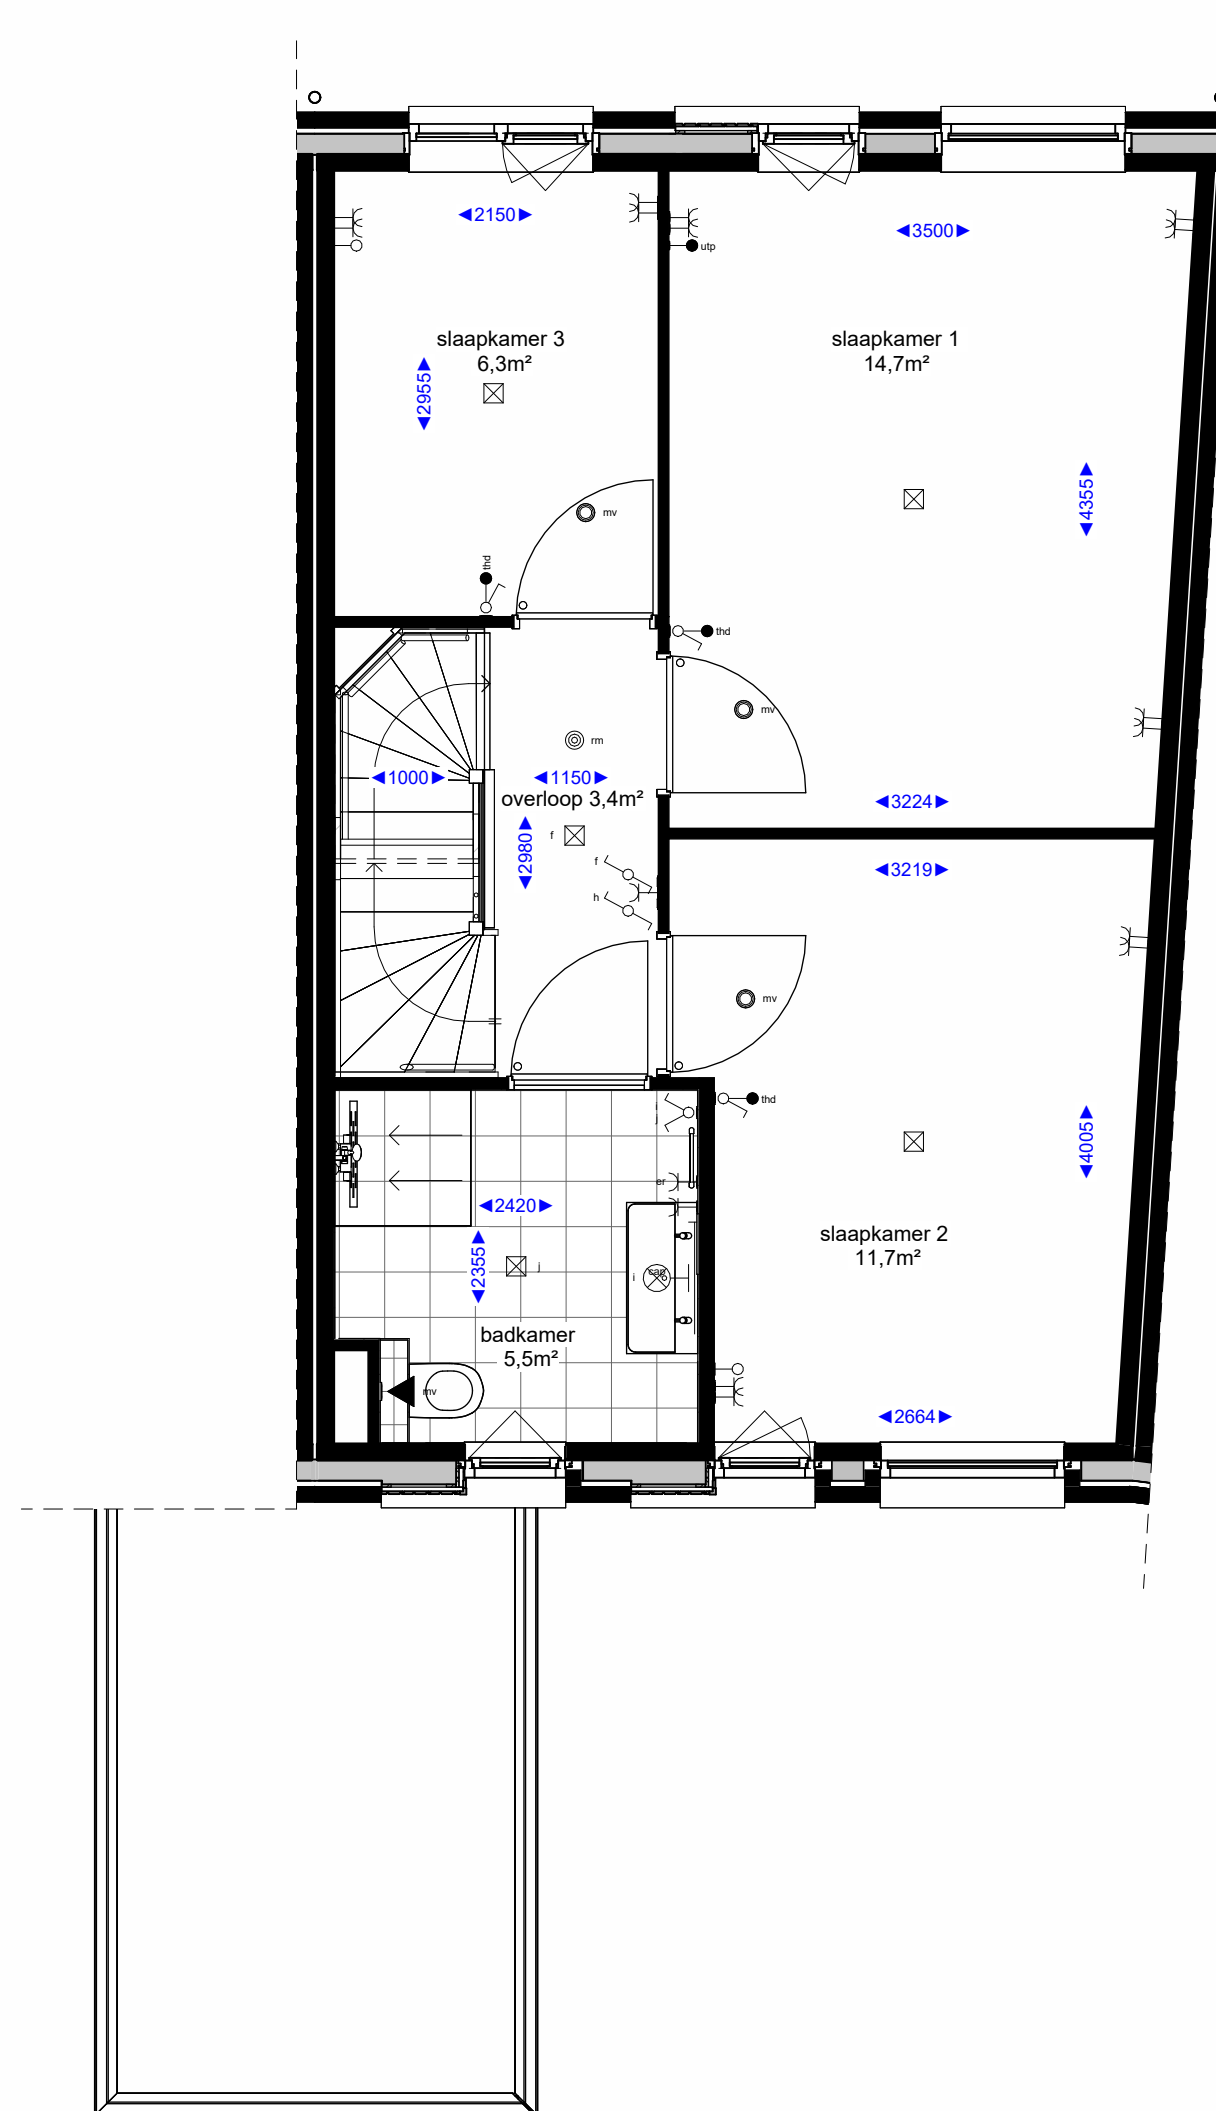 2150
3500
utp
slaapkamer 3
6,3m²
slaapkamer 1
14,7m²
2955
4355
mv
thd
thd
mv
rm
1000
1150
overloop 3,4m²
3224
f
2980
f
3219
h
mv
thd
4005
er
2420
2355
j
i
cap
slaapkamer 2
11,7m²
badkamer
5,5m²
mv
2664